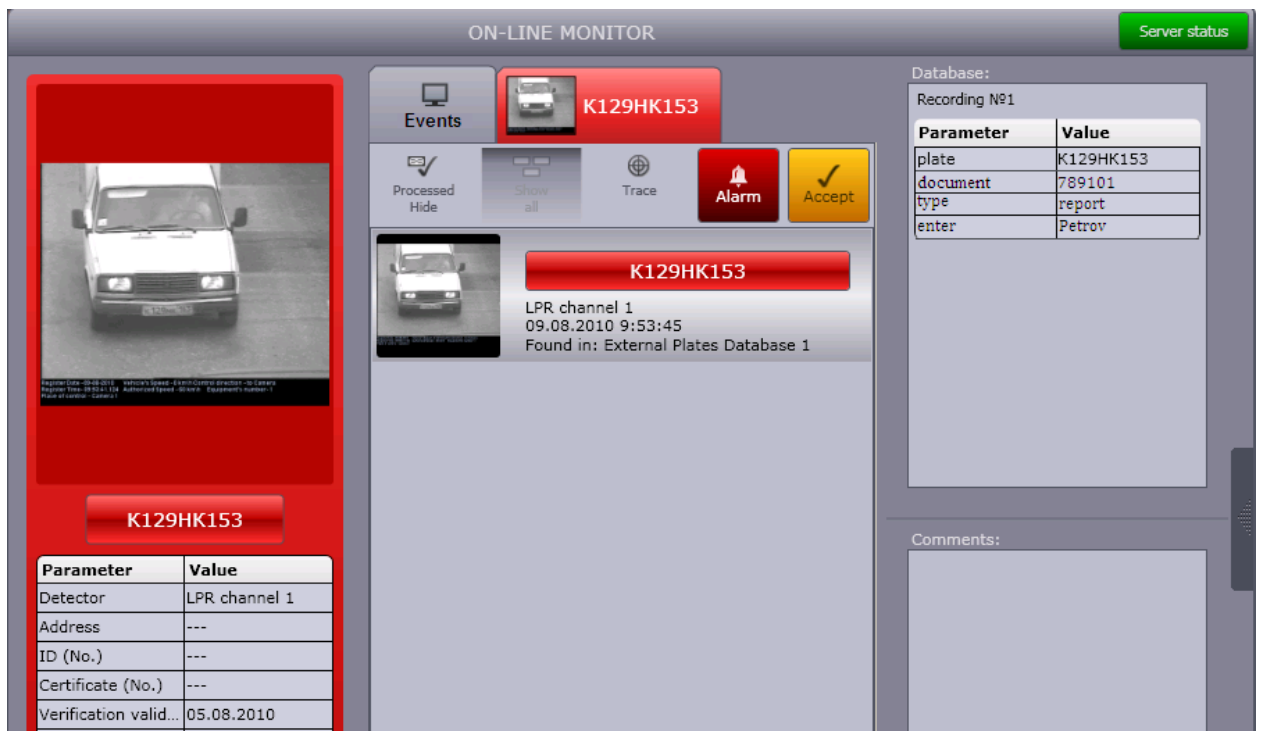 ON-LINE MONITOR
Server status
Events
K129HK153
Processed
Hide
Show
all
Trace
Alarm
Accept
K129HK153
LPR channel 1
09.08.2010 9:53:45
Found in: External Plates Database 1
K129HK153
Parameter Value
Detector LPR channel 1
Address ---
ID (No.) ---
Certificate (No.) ---
Verification valid... 05.08.2010
Database:
Recording №1
Parameter Value
plate K129HK153
document 789101
type report
enter Petrov
Comments: